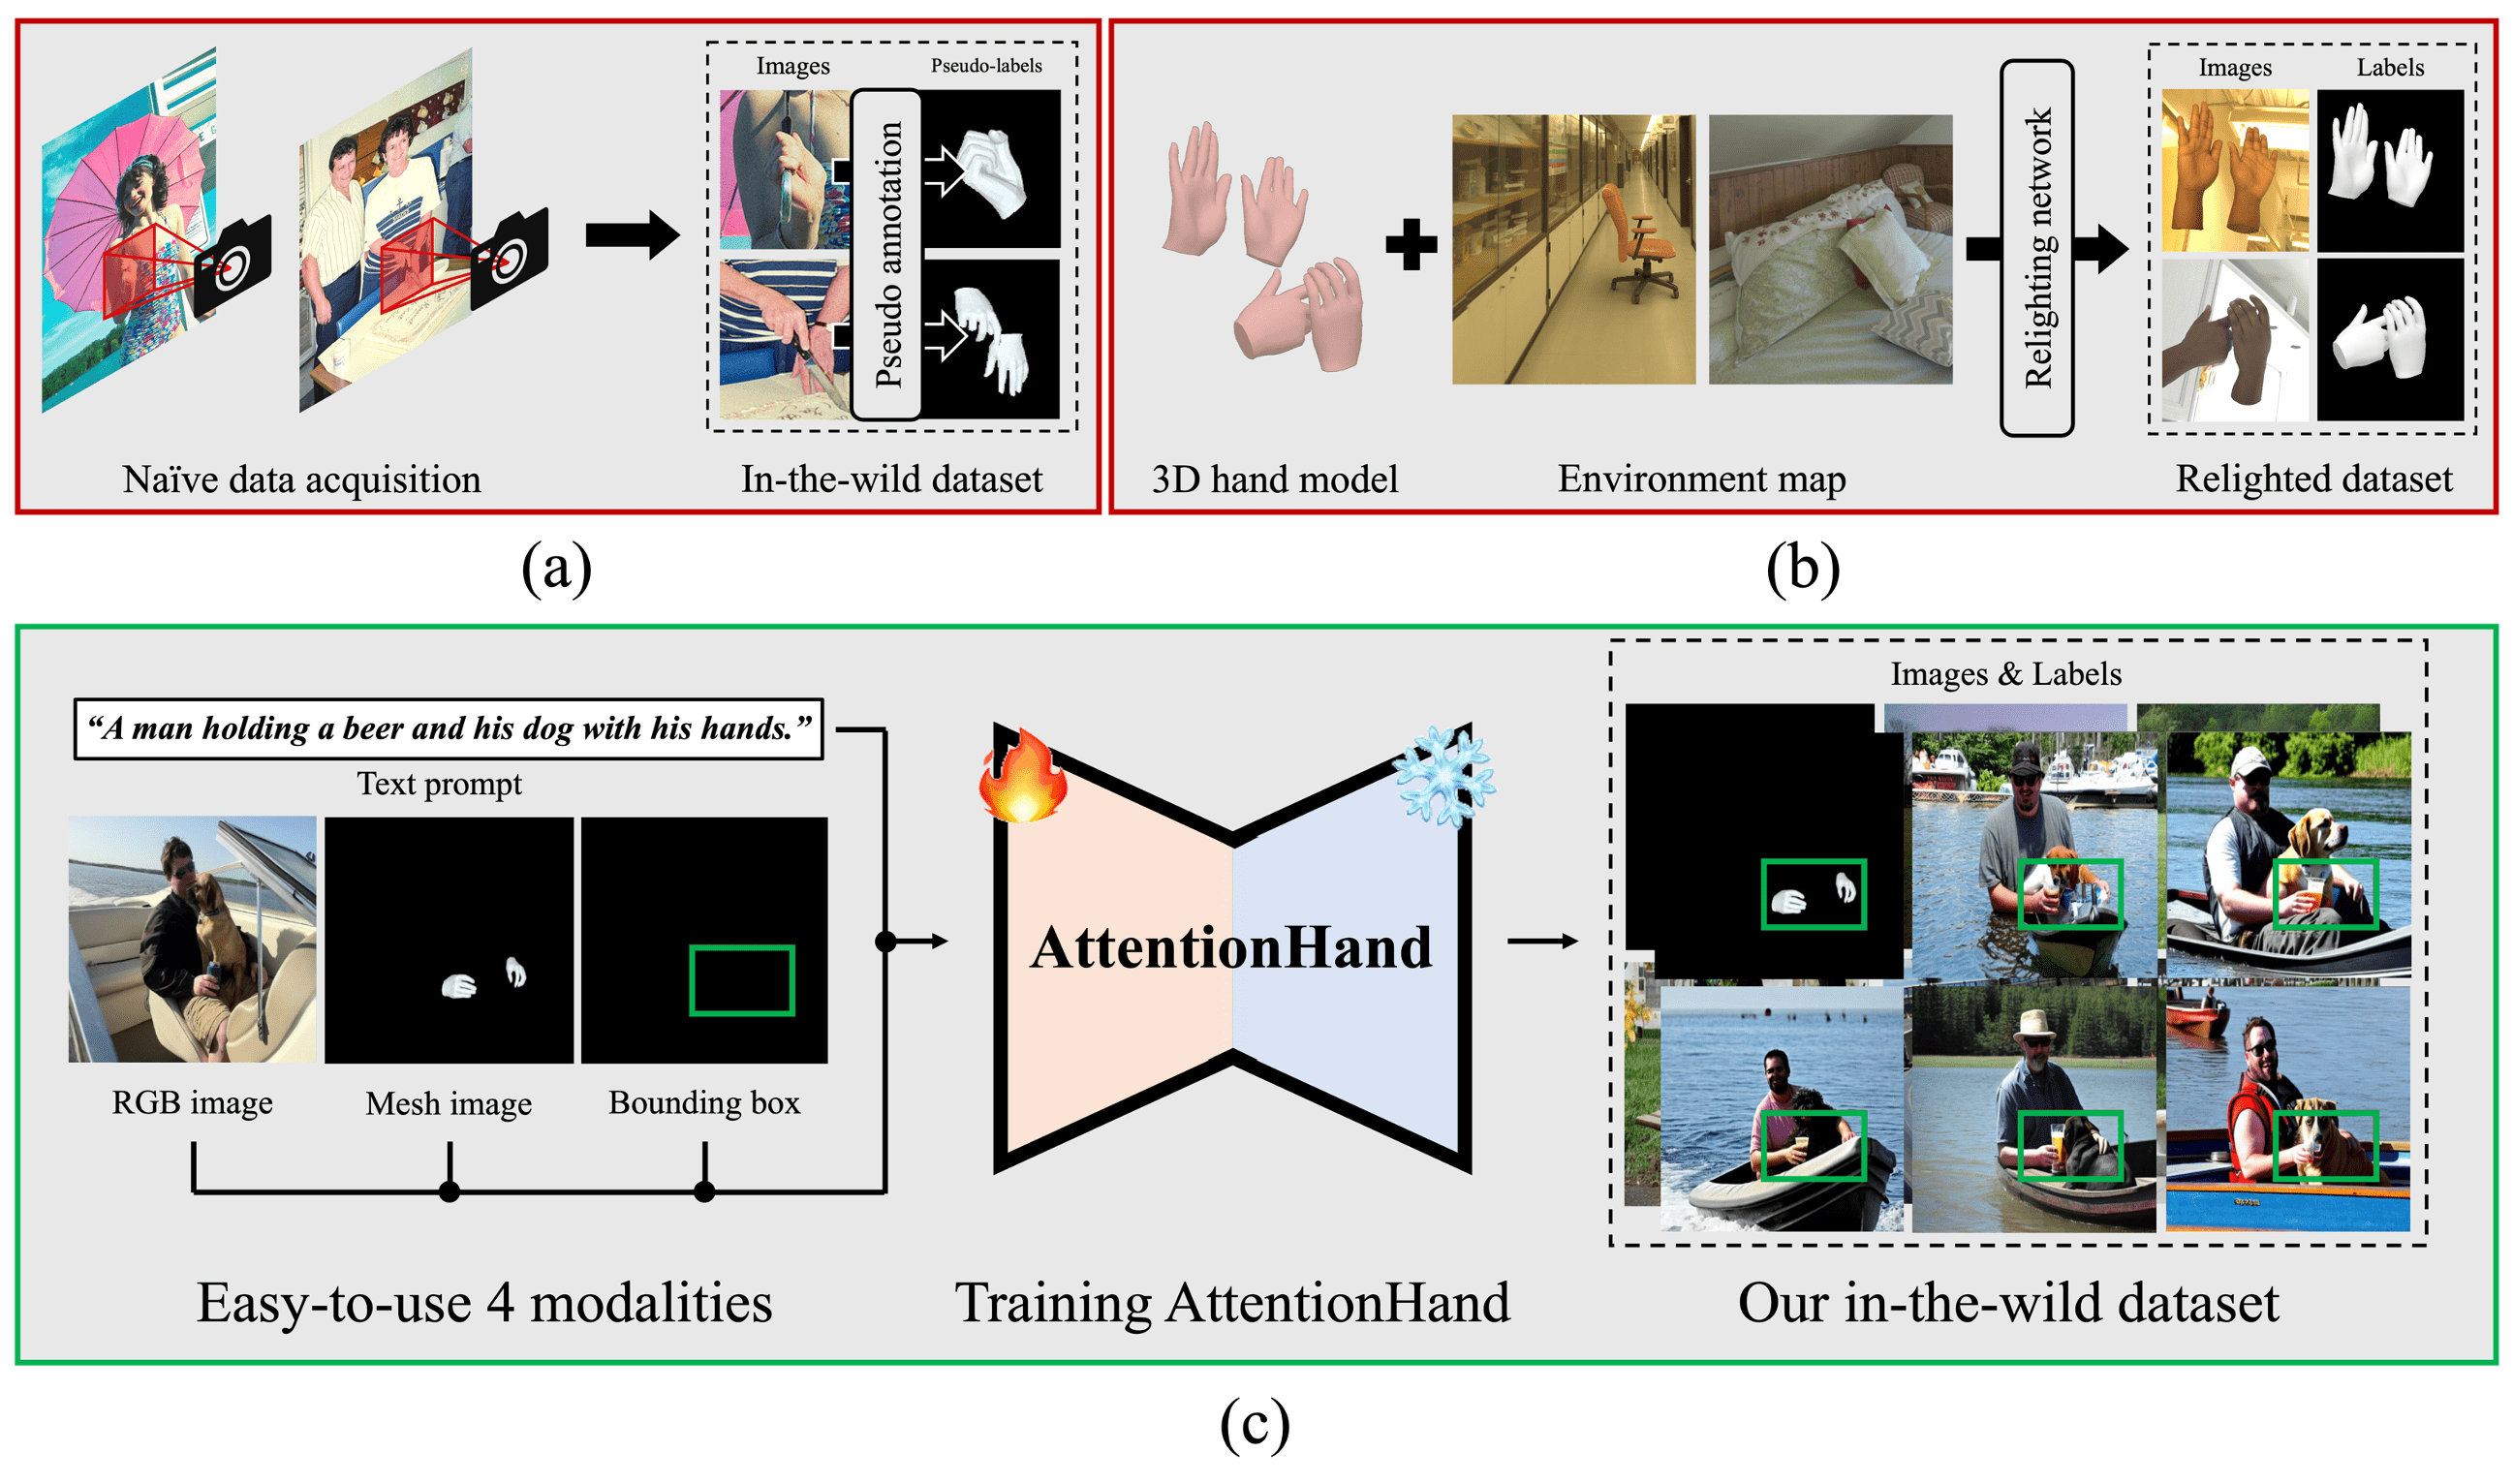 Images
Pseudo-labels
Pseudo annotation
Naïve data acquisition
In-the-wild dataset
(a)
Images
Labels
Relighting network
3D hand model
Environment map
Relighted dataset
(b)
“A man holding a beer and his dog with his hands.”
Text prompt
RGB image
Mesh image
Bounding box
AttentionHand
Images & Labels
Easy-to-use 4 modalities
Training AttentionHand
Our in-the-wild dataset
(c)